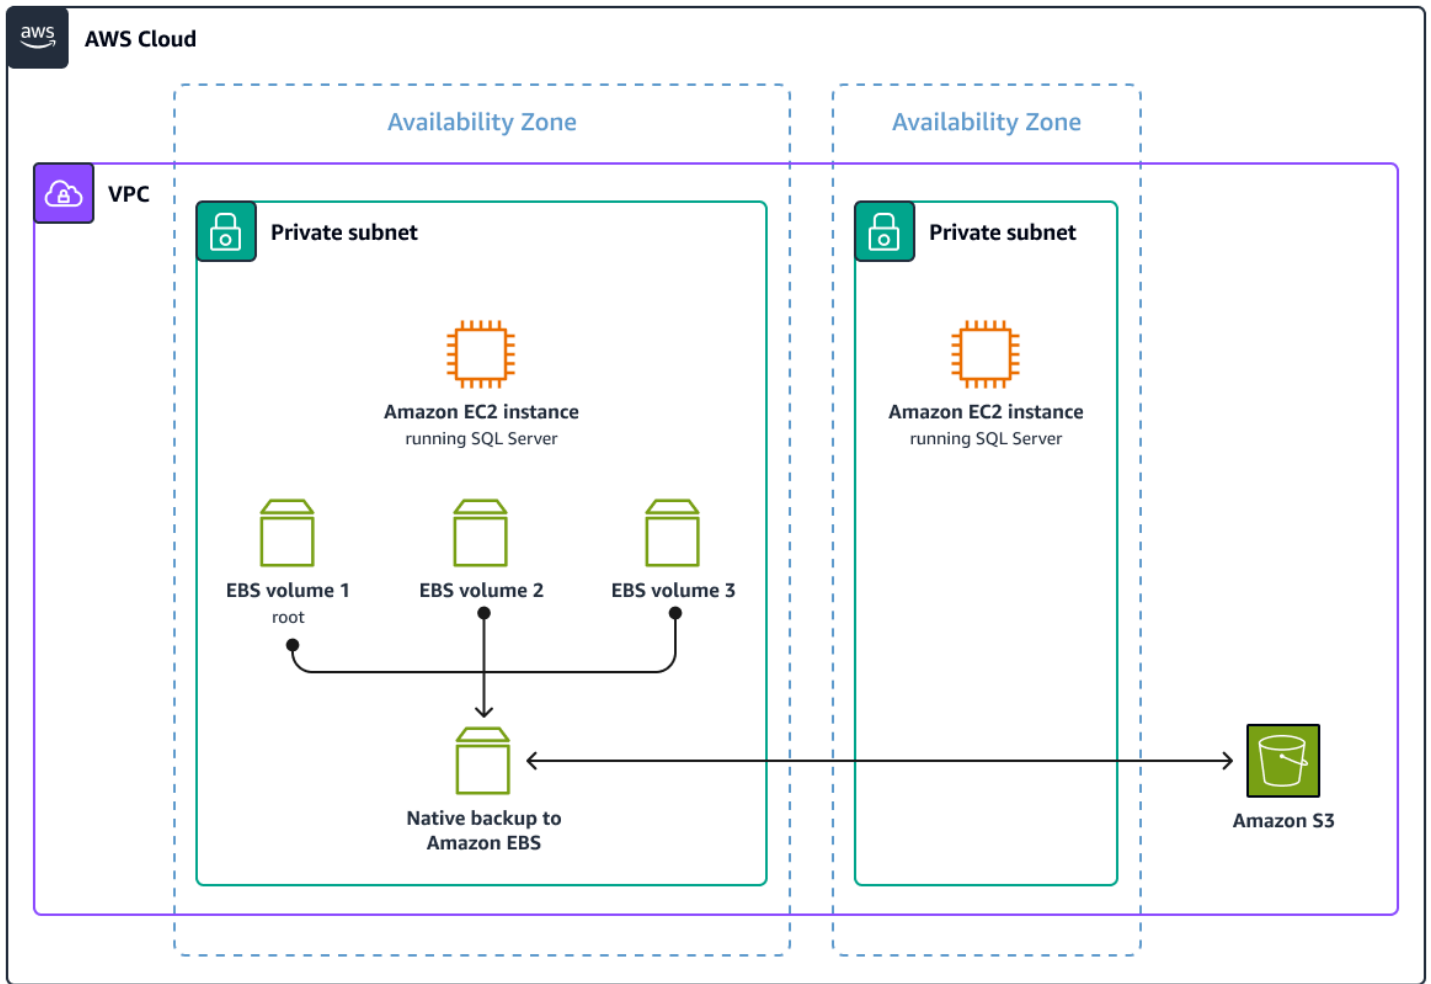 aws
AWS Cloud
Availability Zone
Availability Zone
VPC
Private subnet
Private subnet
Amazon EC2 instance
running SQL Server
Amazon EC2 instance
running SQL Server
EBS volume 1
root
EBS volume 2
EBS volume 3
Native backup to
Amazon EBS
Amazon S3